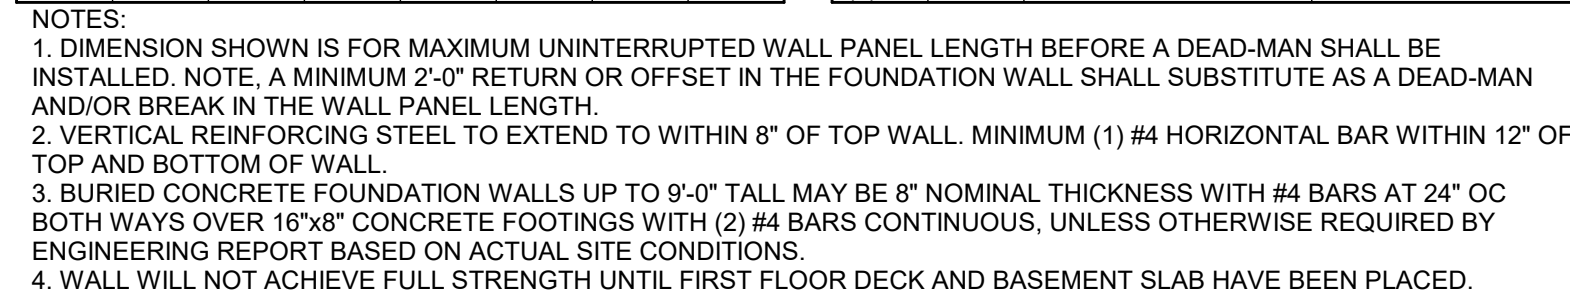 NOTES:
1. DIMENSION SHOWN IS FOR MAXIMUM UNINTERRUPTED WALL PANEL LENGTH BEFORE A DEAD-MAN SHALL BE
INSTALLED. NOTE, A MINIMUM 2'-0" RETURN OR OFFSET IN THE FOUNDATION WALL SHALL SUBSTITUTE AS A DEAD-MAN
AND/OR BREAK IN THE WALL PANEL LENGTH.
2. VERTICAL REINFORCING STEEL TO EXTEND TO WITHIN 8" OF TOP WALL. MINIMUM (1) #4 HORIZONTAL BAR WITHIN 12" OF
TOP AND BOTTOM OF WALL.
3. BURIED CONCRETE FOUNDATION WALLS UP TO 9'-0" TALL MAY BE 8" NOMINAL THICKNESS WITH #4 BARS AT 24" OC
BOTH WAYS OVER 16"x8" CONCRETE FOOTINGS WITH (2) #4 BARS CONTINUOUS, UNLESS OTHERWISE REQUIRED BY
ENGINEERING REPORT BASED ON ACTUAL SITE CONDITIONS.
4. WALL WILL NOT ACHIEVE FULL STRENGTH UNTIL FIRST FLOOR DECK AND BASEMENT SLAB HAVE BEEN PLACED.